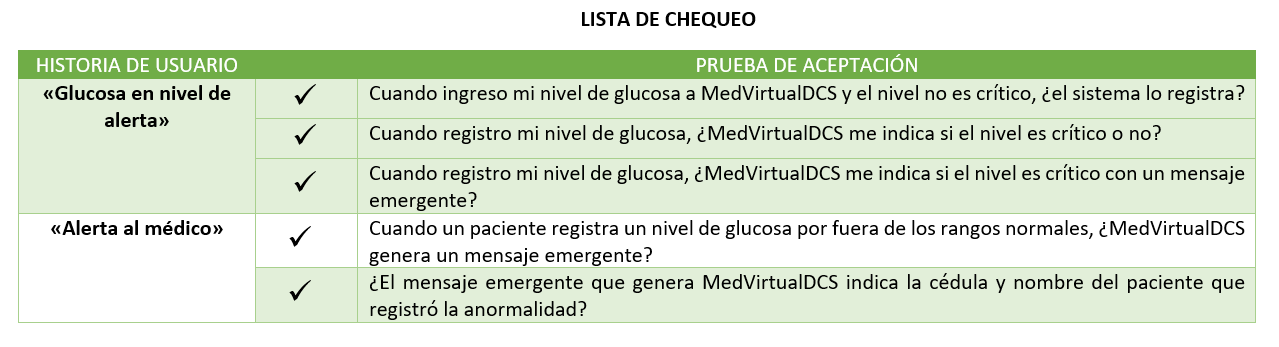 LISTA DE CHEQUEO
HISTORIA DE USUARIO PRUEBA DE ACEPTACIÓN
«Glucosa en nivel de
alerta»
✓ Cuando ingreso mi nivel de glucosa a MedVirtualDCS y el nivel no es crítico, ¿el sistema lo registra?
✓ Cuando registro mi nivel de glucosa, ¿MedVirtualDCS me indica si el nivel es crítico o no?
✓ Cuando registro mi nivel de glucosa, ¿MedVirtualDCS me indica si el nivel es crítico con un mensaje
emergente?
«Alerta al médico»
✓ Cuando un paciente registra un nivel de glucosa por fuera de los rangos normales, ¿MedVirtualDCS
genera un mensaje emergente?
✓ ¿El mensaje emergente que genera MedVirtualDCS indica la cédula y nombre del paciente que
registró la anormalidad?